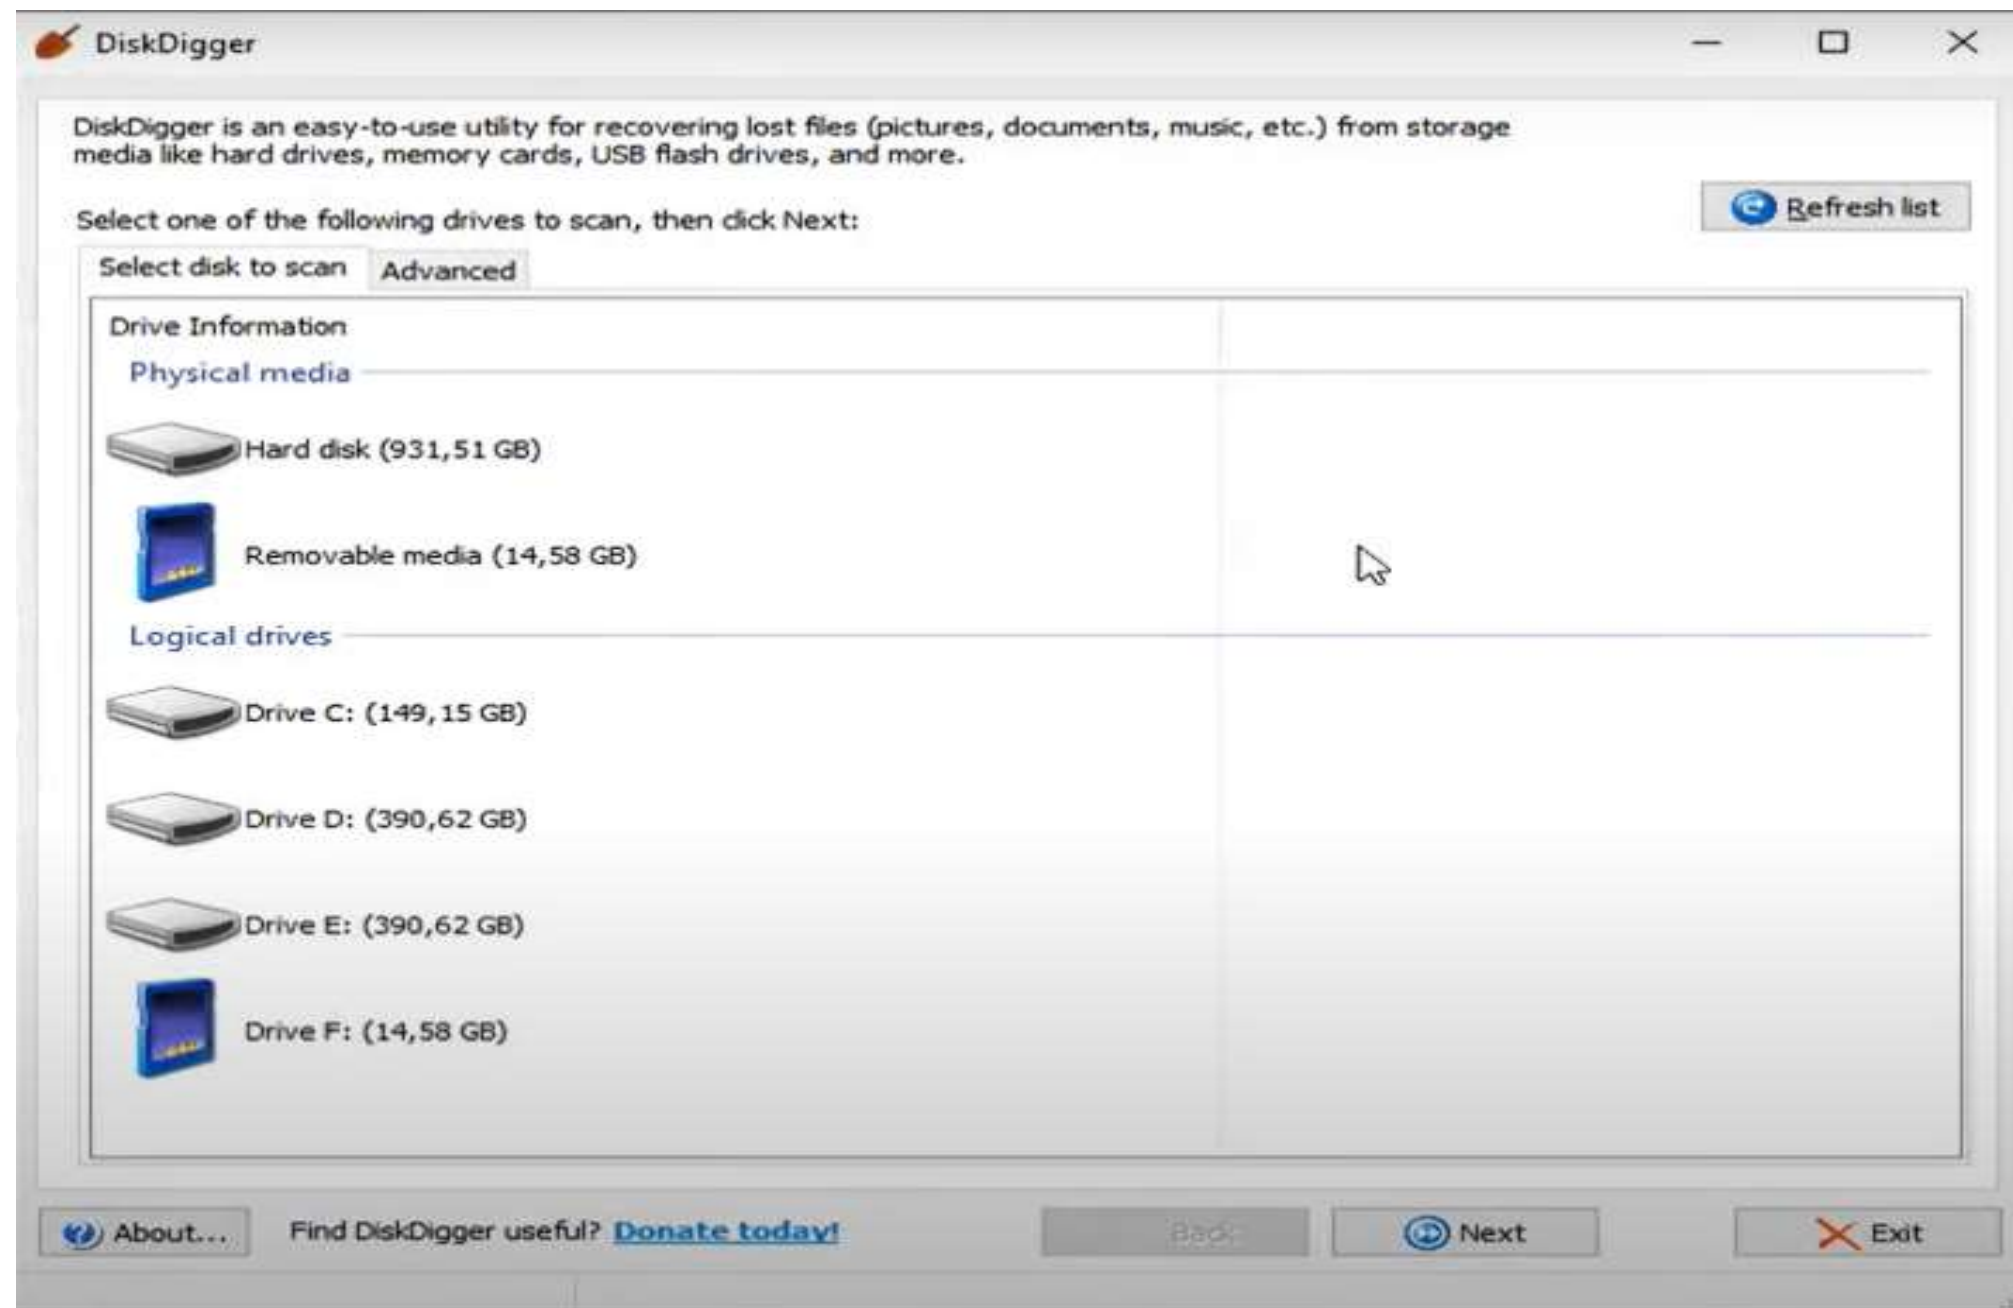 DiskDigger
DiskDigger is an easy-to-use utility for recovering lost files (pictures, documents, music, etc.) from storage
media like hard drives, memory cards, USB flash drives, and more.
Refresh list
Select one of the following drives to scan, then click Next:
Select disk to scan
Advanced
Drive Information
Physical media
Hard disk (931,51 GB)
Removable media (14,58 GB)
Logical drives
Drive C: (149,15 GB)
Drive D: (390,62 GB)
Drive E: (390,62 GB)
Drive F: (14,58 GB)
About...
Find DiskDigger useful? Donate today!
Back
Next
Exit